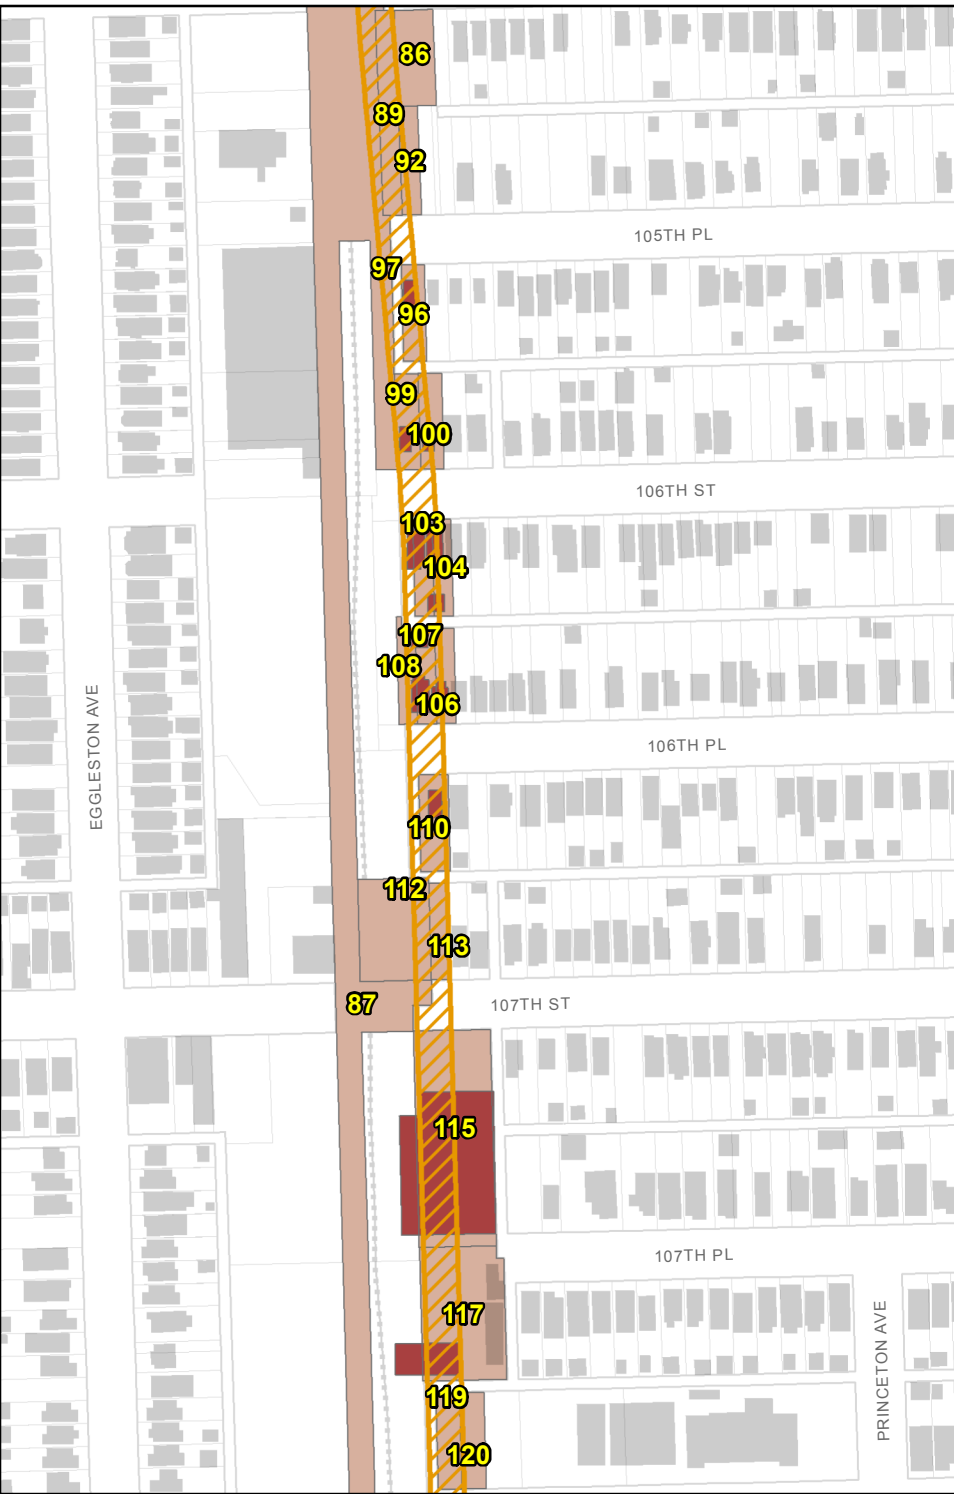 86
89
92
105TH PL
97
96
99
100
106TH ST
103
104
107
108
106
EGGLESTON AVE
106TH PL
110
112
113
87
107TH ST
115
107TH PL
117
PRINCETON AVE
119
120